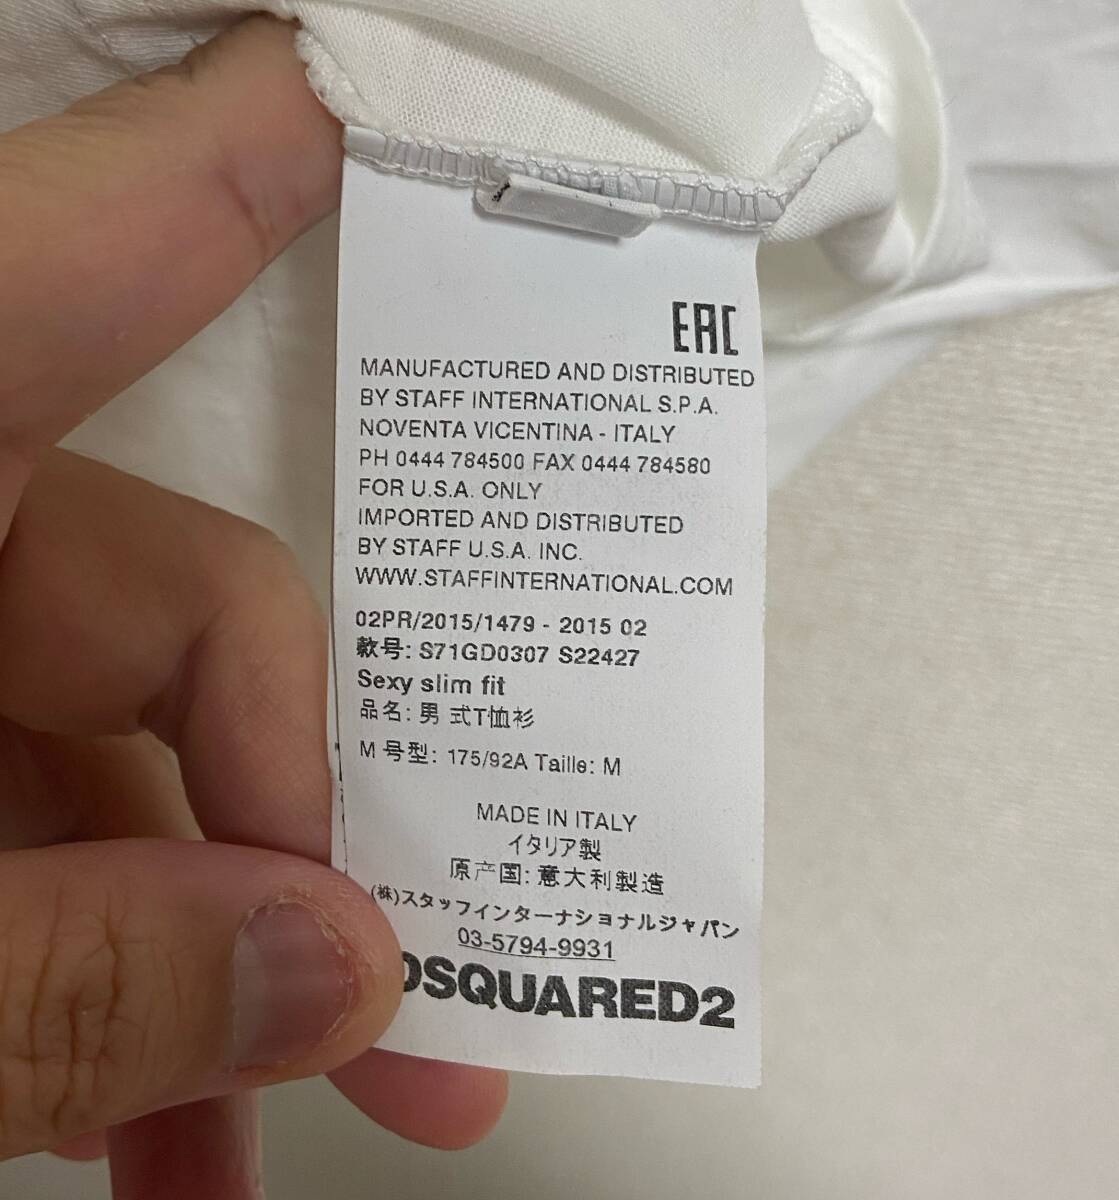 EAC
MANUFACTURED AND DISTRIBUTED
BY STAFF INTERNATIONAL S.P.A.
NOVENTA VICENTINA - ITALY
PH 0444 784500 FAX 0444 784580
FOR U.S.A. ONLY
IMPORTED AND DISTRIBUTED
BY STAFF U.S.A. INC.
WWW.STAFFINTERNATIONAL.COM
02PR/2015/1479 - 2015 02
款号: S71GD0307 S22427
Sexy slim fit
品名: 男 式T恤衫
M 号型: 175/92A Taille: M
MADE IN ITALY
イタリア製
原产国: 意大利製造
(株)スタッフインターナショナルジャパン
03-5794-9931
DSQUARED2